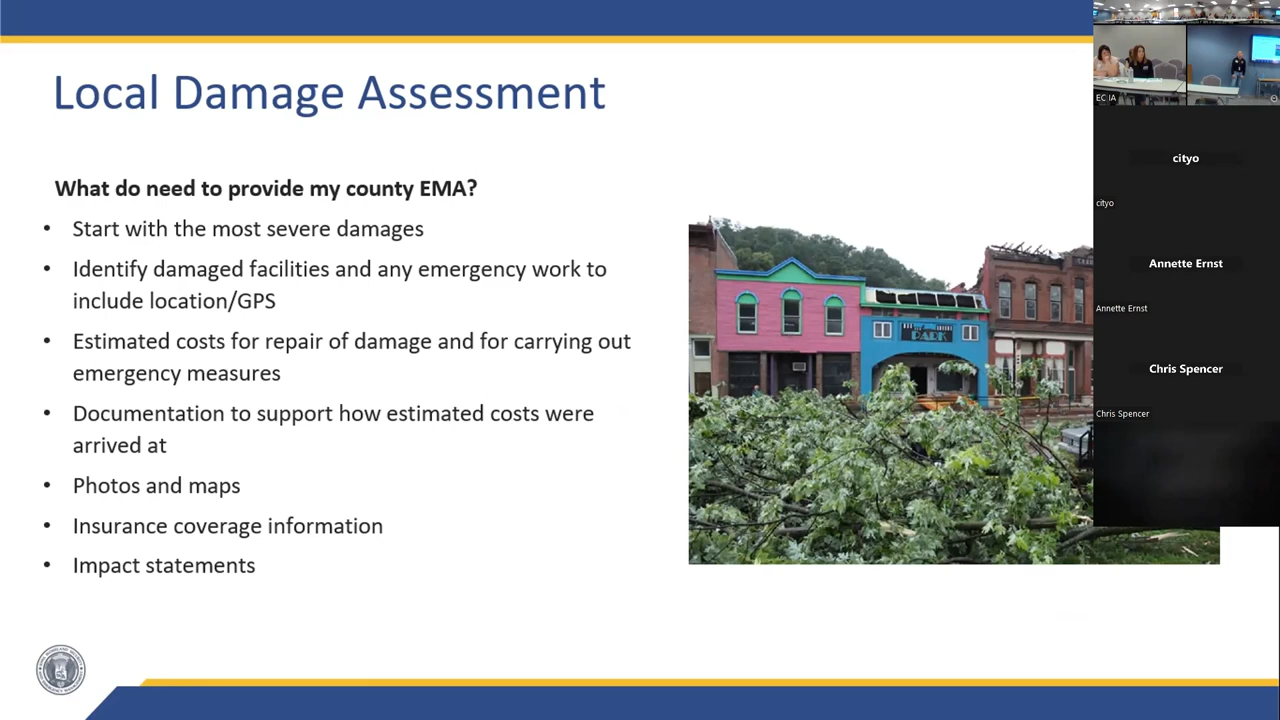 Local Damage Assessment
What do need to provide my county EMA?
• Start with the most severe damages
• Identify damaged facilities and any emergency work to
include location/GPS
• Estimated costs for repair of damage and for carrying out
emergency measures
• Documentation to support how estimated costs were
arrived at
• Photos and maps
• Insurance coverage information
• Impact statements
PARK
EC IA
cityo
cityo
Annette Ernst
Annette Ernst
Chris Spencer
Chris Spencer